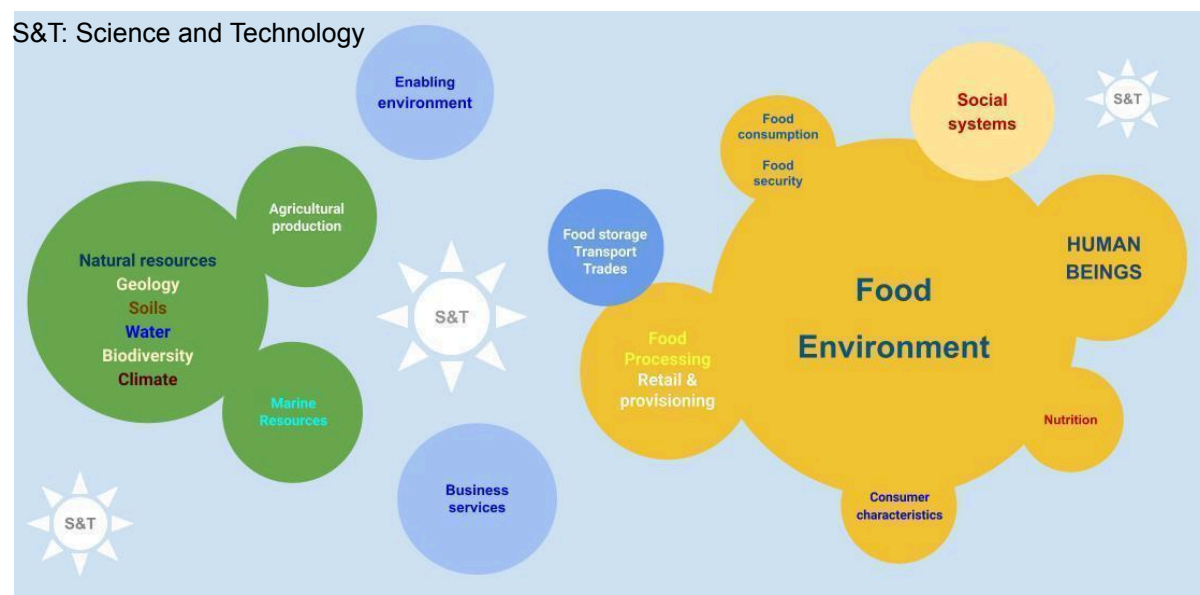 S&T: Science and Technology
Enabling
environment
Agricultural
production
Natural resources
Geology
Soils
Water
Biodiversity
Climate
Marine
Resources
S&T
S&T
Business
services
Food storage
Transport
Trades
Food
Processing
Retail &
provisioning
Food
consumption
Food
security
Social
systems
S&T
HUMAN
BEINGS
Food
Environment
Nutrition
Consumer
characteristics